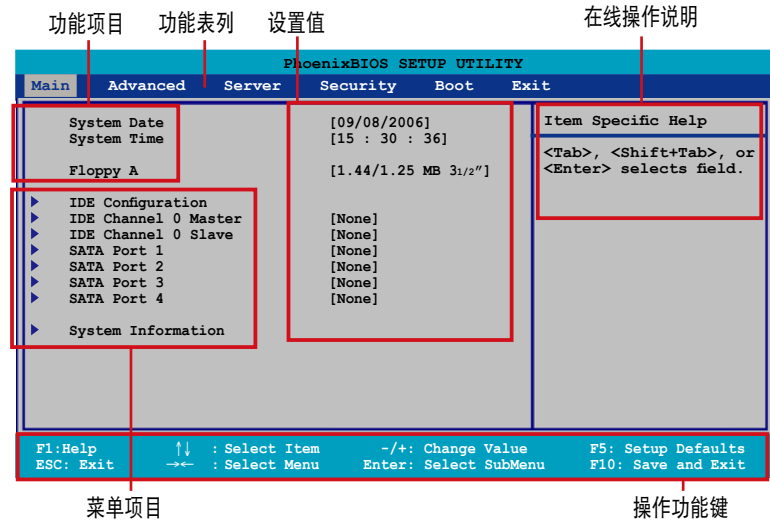 功能项目 功能表列 设置值 在线操作说明
PhoenixBIOS SETUP UTILITY
Main Advanced Server Security Boot Exit
System Date [09/08/2006]
System Time [15 : 30 : 36]
Floppy A [1.44/1.25 MB 31/2″]
IDE Configuration
IDE Channel 0 Master [None]
IDE Channel 0 Slave [None]
SATA Port 1 [None]
SATA Port 2 [None]
SATA Port 3 [None]
SATA Port 4 [None]
System Information
Item Specific Help
<Tab>, <Shift+Tab>, or
<Enter> selects field.
F1:Help ↑↓ : Select Item -/+: Change Value F5: Setup Defaults
ESC: Exit →← : Select Menu Enter: Select SubMenu F10: Save and Exit
菜单项目 操作功能键